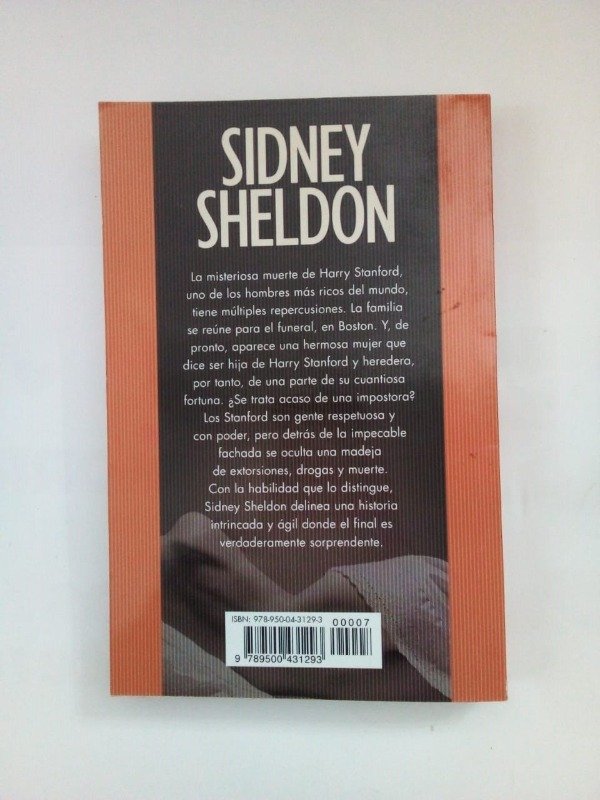 SIDNEY
SHELDON
La misteriosa muerte de Harry Stanford,
uno de los hombres más ricos del mundo,
tiene múltiples repercusiones. La familia
se reúne para el funeral, en Boston. Y, de
pronto, aparece una hermosa mujer que
dice ser hija de Harry Stanford y heredera,
por tanto, de una parte de su cuantiosa
fortuna. ¿Se trata acaso de una impostora?
Los Stanford son gente respetuosa y
con poder, pero detrás de la impecable
fachada se oculta una madeja
de extorsiones, drogas y muerte.
Con la habilidad que lo distingue,
Sidney Sheldon delinea una historia
intrincada y ágil donde el final es
verdaderamente sorprendente.
ISBN: 978-950-04-3129-3
00007
9 789500 431293